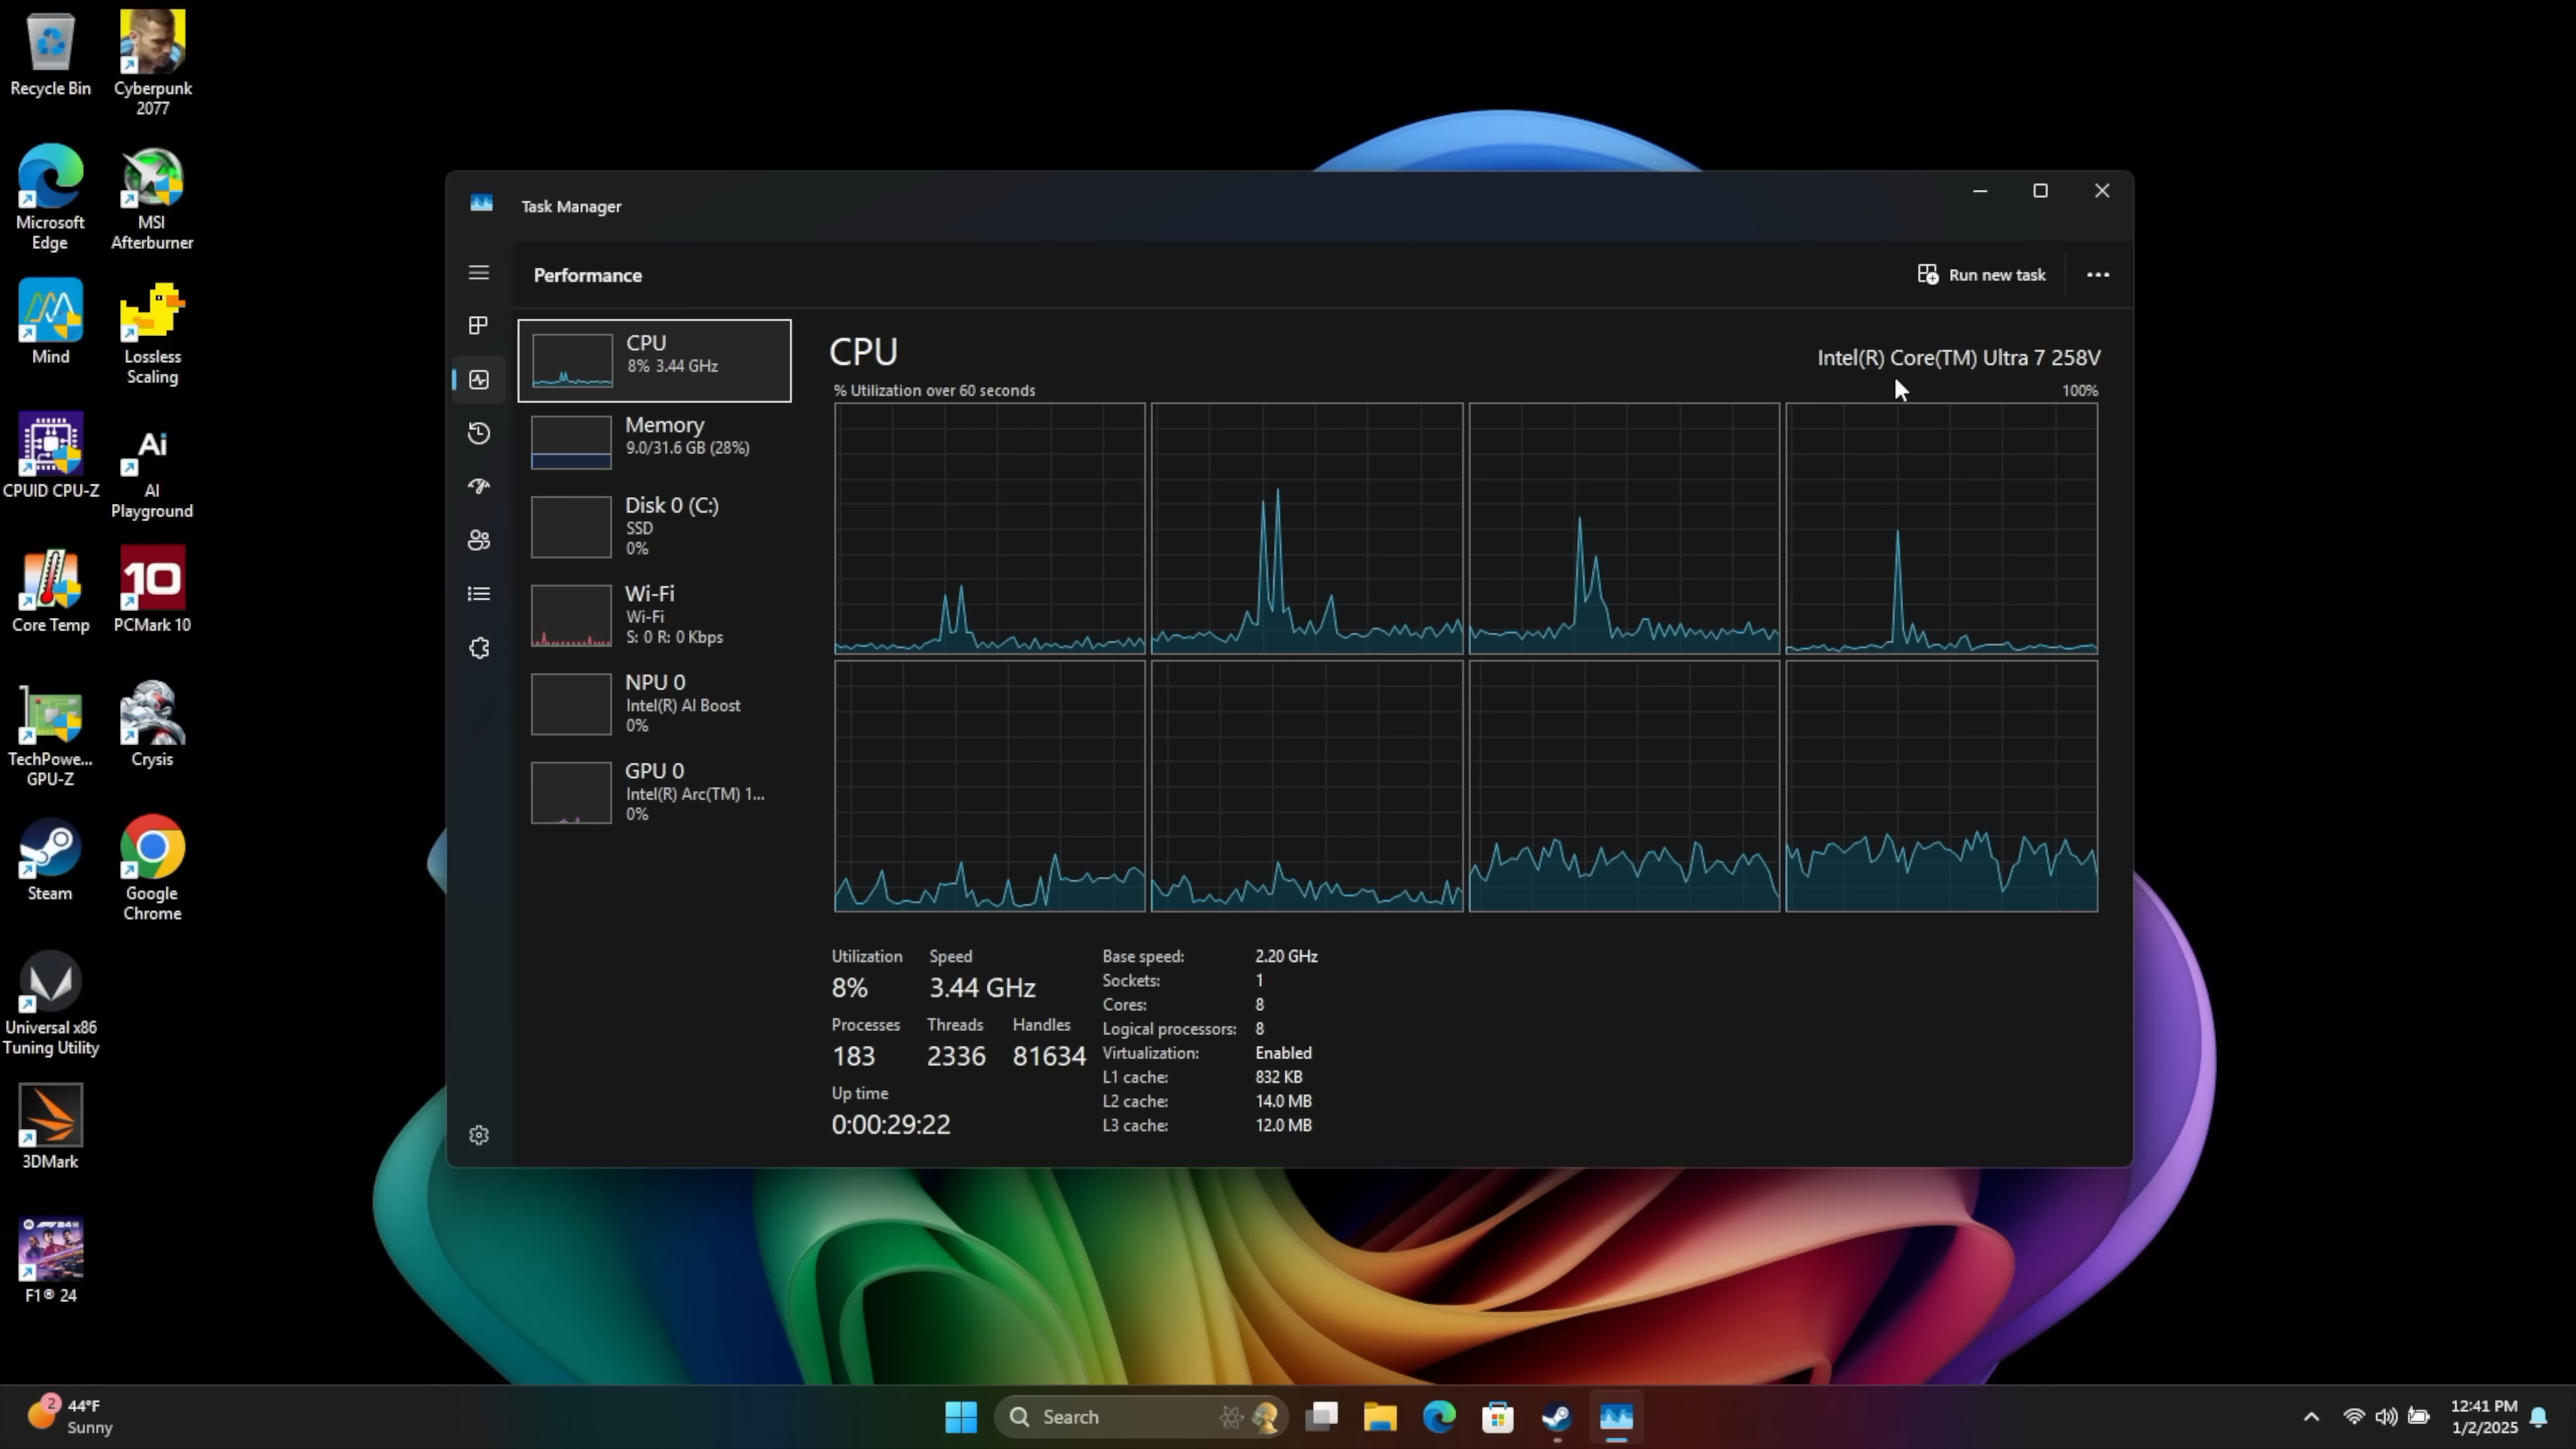 Recycle Bin
Cyberpunk
2077
Microsoft
Edge
MSI
Afterburner
Mind
Lossless
Scaling
CPUID CPU-Z
Ai
AI
Playground
Core Temp
10
PCMark 10
TechPowe...
GPU-Z
Crysis
Steam
Google
Chrome
Universal x86
Tuning Utility
3DMark
F1® 24
Task Manager
Performance
Run new task
CPU
8% 3.44 GHz
Memory
9.0/31.6 GB (28%)
Disk 0 (C:)
SSD
0%
Wi-Fi
Wi-Fi
S: 0 R: 0 Kbps
NPU 0
Intel(R) AI Boost
0%
GPU 0
Intel(R) Arc(TM) 1...
0%
CPU
Intel(R) Core(TM) Ultra 7 258V
% Utilization over 60 seconds
100%
Utilization Speed
8% 3.44 GHz
Processes Threads Handles
183 2336 81634
Up time
0:00:29:22
Base speed: 2.20 GHz
Sockets: 1
Cores: 8
Logical processors: 8
Virtualization: Enabled
L1 cache: 832 KB
L2 cache: 14.0 MB
L3 cache: 12.0 MB
2
44°F
Sunny
Search
12:41 PM
1/2/2025